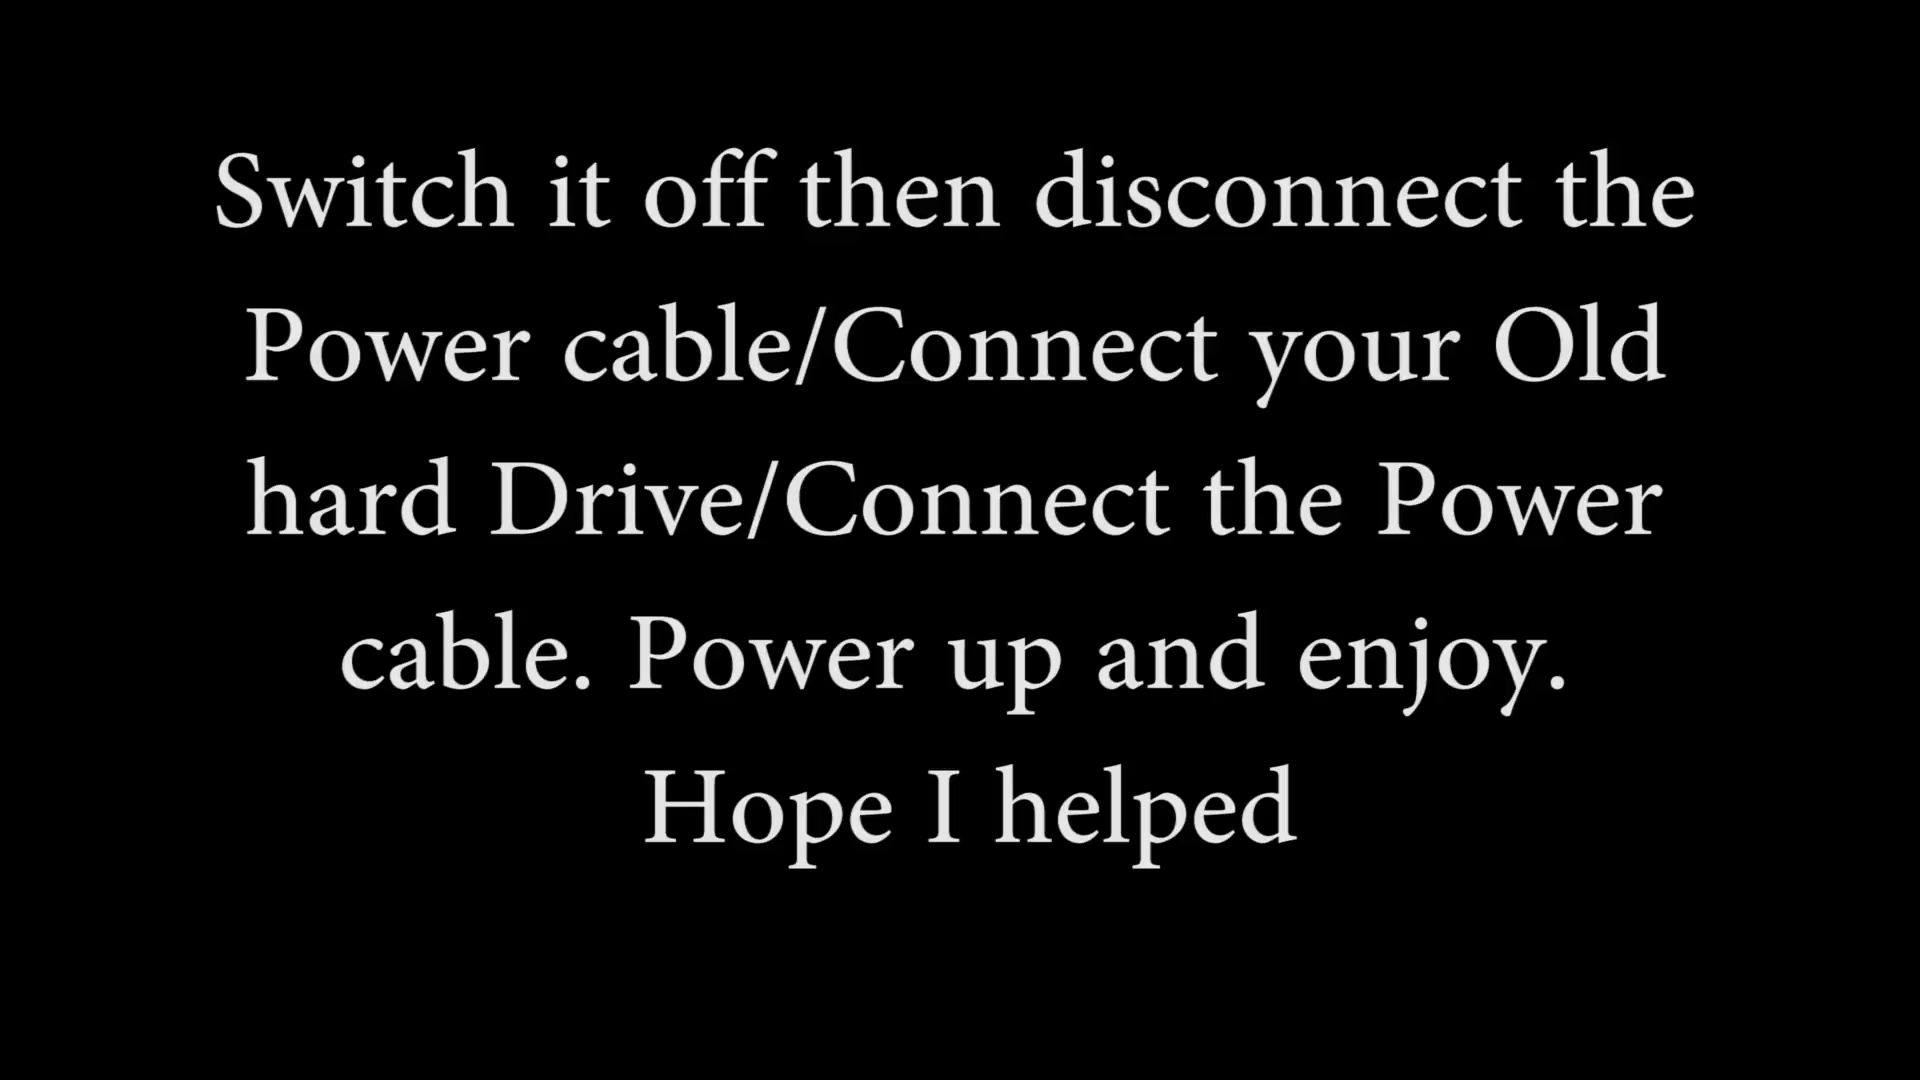 Switch it off then disconnect the
Power cable/Connect your Old
hard Drive/Connect the Power
cable. Power up and enjoy.
Hope I helped